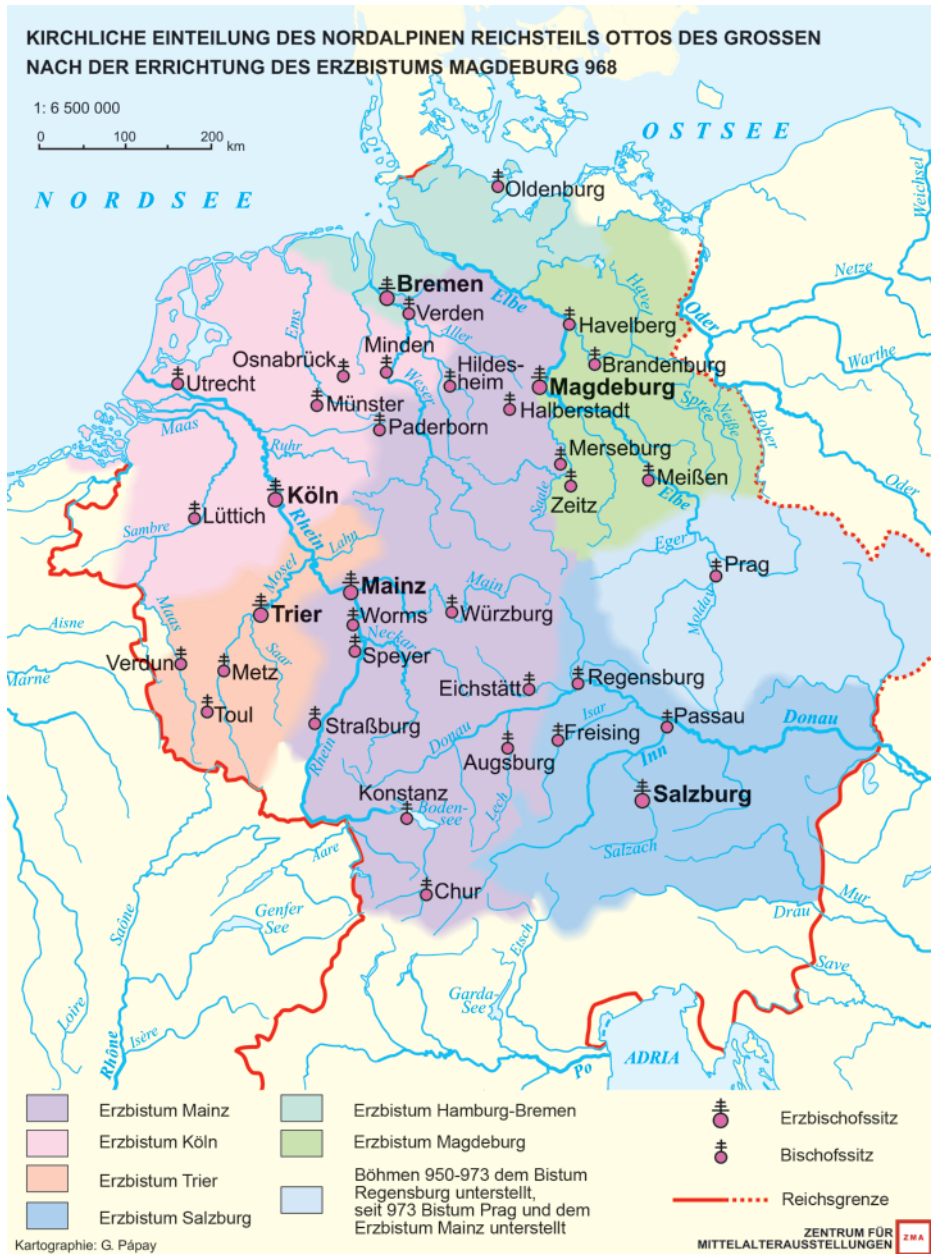 KIRCHLICHE EINTEILUNG DES NORDALPINEN REICHSTEILS OTTOS DES GROSSEN
NACH DER ERRICHTUNG DES ERZBISTUMS MAGDEBURG 968
1: 6 500 000
0 100 200 km
OSTSEE
NORDSEE
Weichsel
Oldenburg
Netze
Bremen
Elbe
Havel
Oder
Verden
Havelberg
Ems
Aller
Warthe
Minden
Osnabrück
Hildes-
heim
Brandenburg
Utrecht
Weser
Magdeburg
Münster
Halberstadt
Spree
Neiße
Bober
Maas
Paderborn
Ruhr
Merseburg
Meißen
Oder
Köln
Zeitz
Saale
Elbe
Lüttich
Rhein
Sambre
Lahn
Eger
Mosel
Prag
Mainz
Main
Moldau
Maas
Trier
Worms
Würzburg
Aisne
Neckar
Saar
Speyer
Verdun
Metz
Marne
Eichstätt
Regensburg
Toul
Straßburg
Isar
Passau
Donau
Donau
Freising
Rhein
Augsburg
Inn
Konstanz
Salzburg
Boden-
see
Lech
Aare
Salzach
Chur
Mur
Saône
Genfer
See
Drau
Etsch
Save
Loire
Garda-
See
Isère
Rhône
Po
ADRIA
Erzbistum Mainz
Erzbistum Köln
Erzbistum Trier
Erzbistum Salzburg
Erzbistum Hamburg-Bremen
Erzbistum Magdeburg
Böhmen 950-973 dem Bistum
Regensburg unterstellt,
seit 973 Bistum Prag und dem
Erzbistum Mainz unterstellt
Erzbischofssitz
Bischofssitz
Reichsgrenze
Kartographie: G. Pápay
ZENTRUM FÜR
MITTELALTERAUSSTELLUNGEN
ZMA